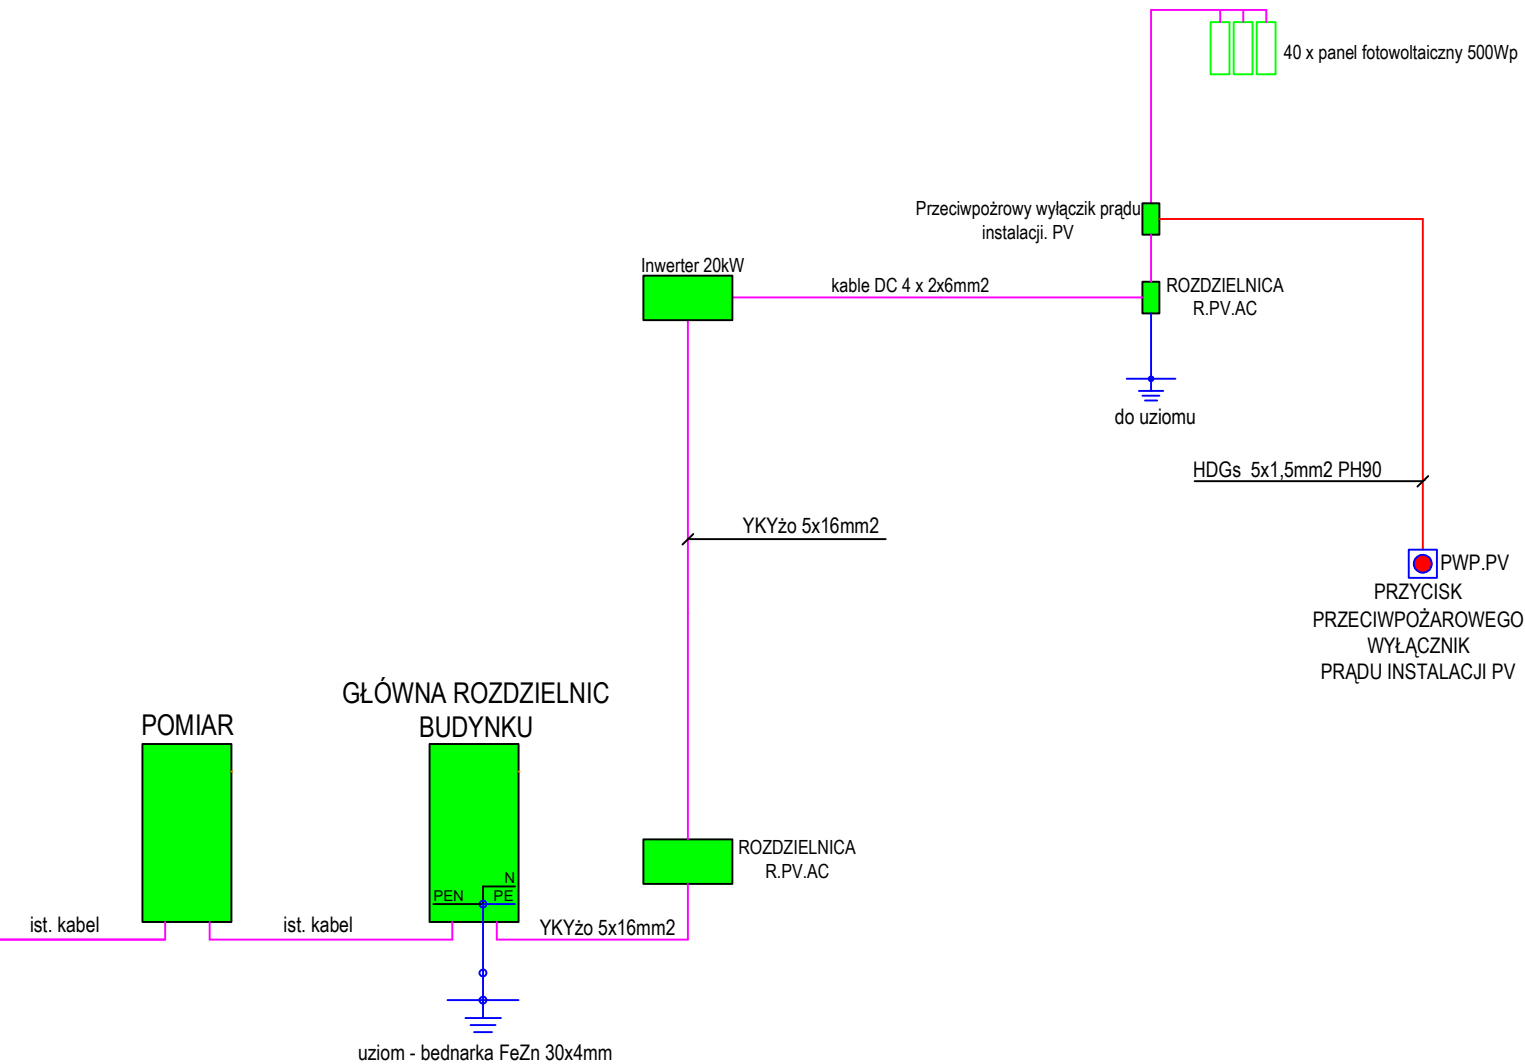 40 x panel fotowoltaiczny 500Wp
Przeciwpożrowy wyłączik prądu
instalacji. PV
Inwerter 20kW
kable DC 4 x 2x6mm2
ROZDZIELNICA
R.PV.AC
do uziomu
HDGs 5x1,5mm2 PH90
YKYżo 5x16mm2
PWP.PV
PRZYCISK
PRZECIWPOŻAROWEGO
WYŁĄCZNIK
PRĄDU INSTALACJI PV
GŁÓWNA ROZDZIELNIC
BUDYNKU
POMIAR
ROZDZIELNICA
R.PV.AC
N
PEN
PE
ist. kabel
ist. kabel
YKYżo 5x16mm2
uziom - bednarka FeZn 30x4mm